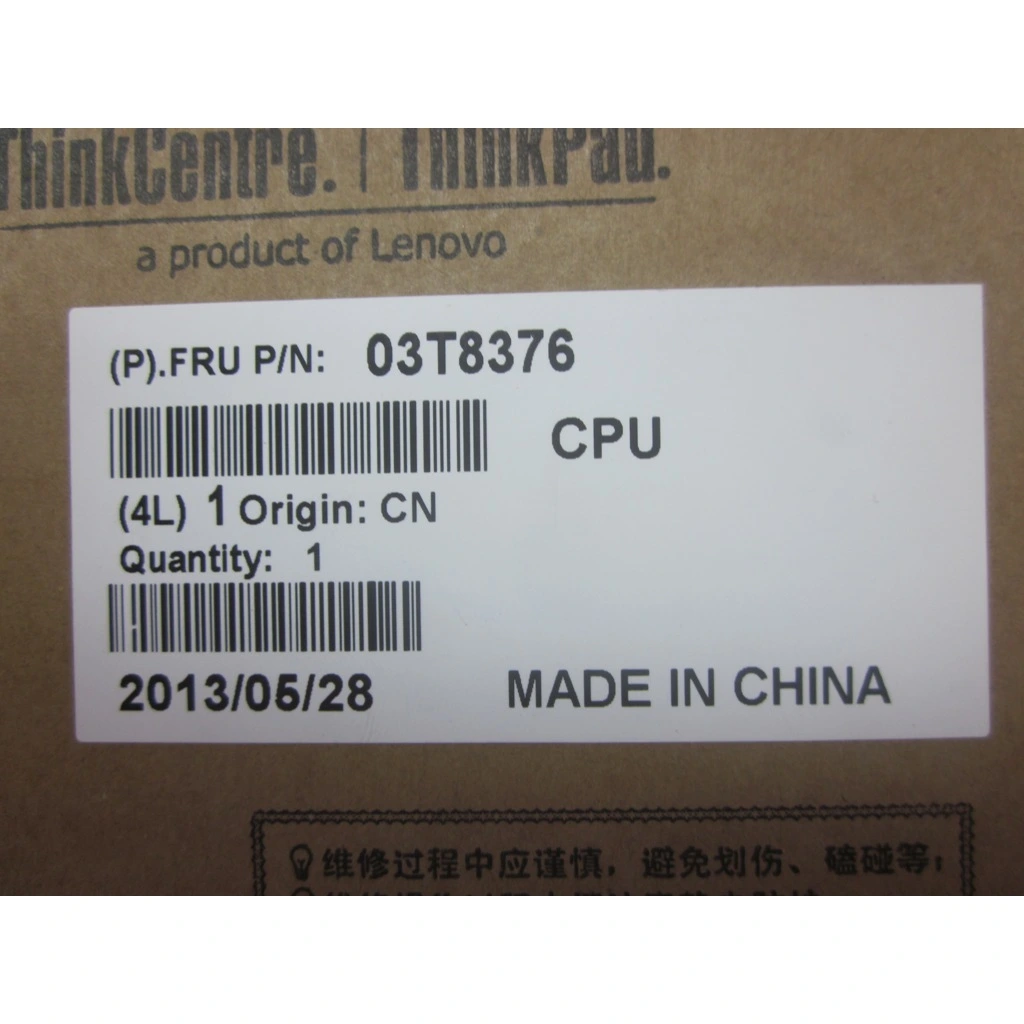 ThinkCentre. | ThinkPad.
a product of Lenovo
(P).FRU P/N: 03T8376
CPU
(4L) 1 Origin: CN
Quantity: 1
2013/05/28 MADE IN CHINA
维修过程中应谨慎，避免划伤、磕碰等；